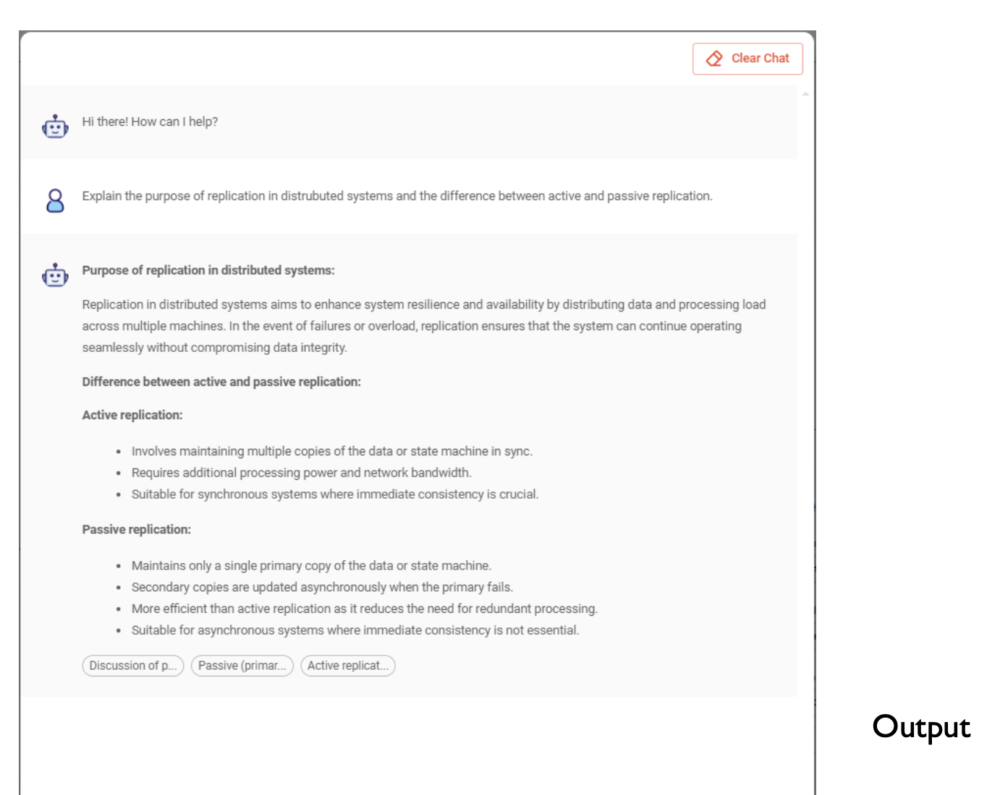 Clear Chat
Hi there! How can I help?
Explain the purpose of replication in distrubuted systems and the difference between active and passive replication.
Purpose of replication in distributed systems:
Replication in distributed systems aims to enhance system resilience and availability by distributing data and processing load
across multiple machines. In the event of failures or overload, replication ensures that the system can continue operating
seamlessly without compromising data integrity.
Difference between active and passive replication:
Active replication:
• Involves maintaining multiple copies of the data or state machine in sync.
• Requires additional processing power and network bandwidth.
• Suitable for synchronous systems where immediate consistency is crucial.
Passive replication:
• Maintains only a single primary copy of the data or state machine.
• Secondary copies are updated asynchronously when the primary fails.
• More efficient than active replication as it reduces the need for redundant processing.
• Suitable for asynchronous systems where immediate consistency is not essential.
Discussion of p... Passive (primar... Active replicat...
Output